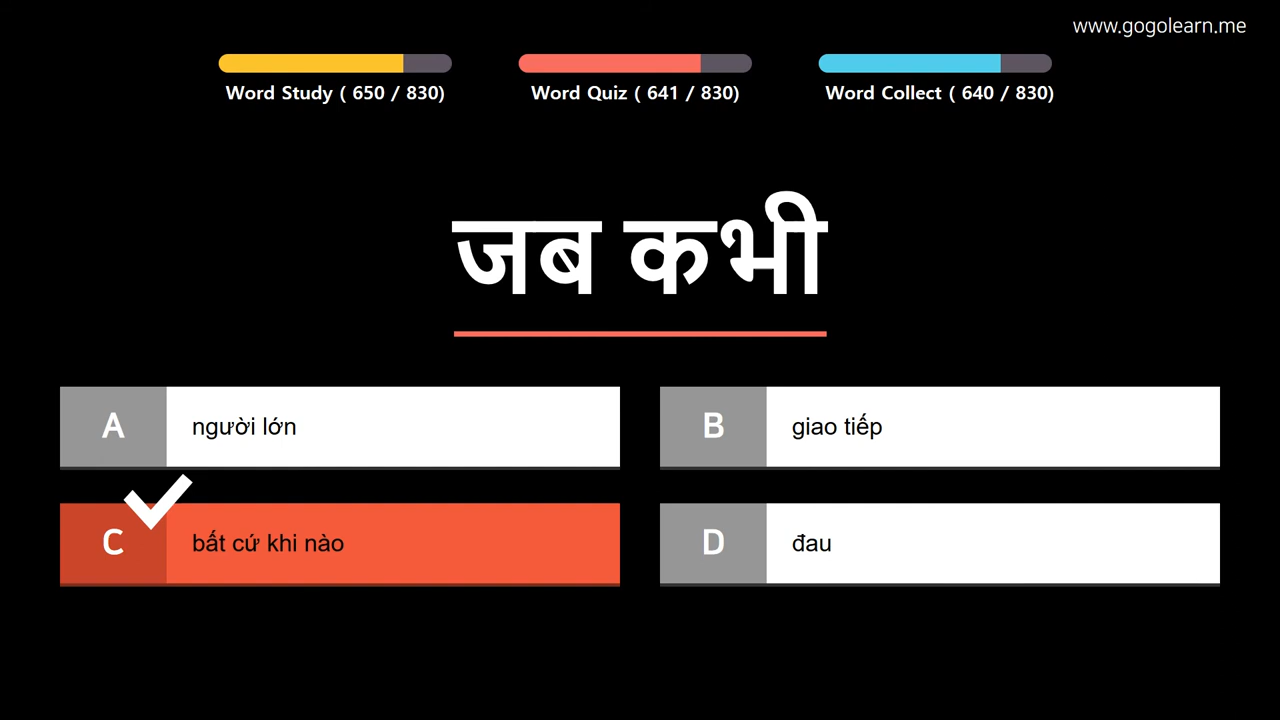 www.gogolearn.me
Word Study ( 650 / 830)
Word Quiz ( 641 / 830)
Word Collect ( 640 / 830)
जब कभी
A
người lớn
B
giao tiếp
C
bất cứ khi nào
D
đau